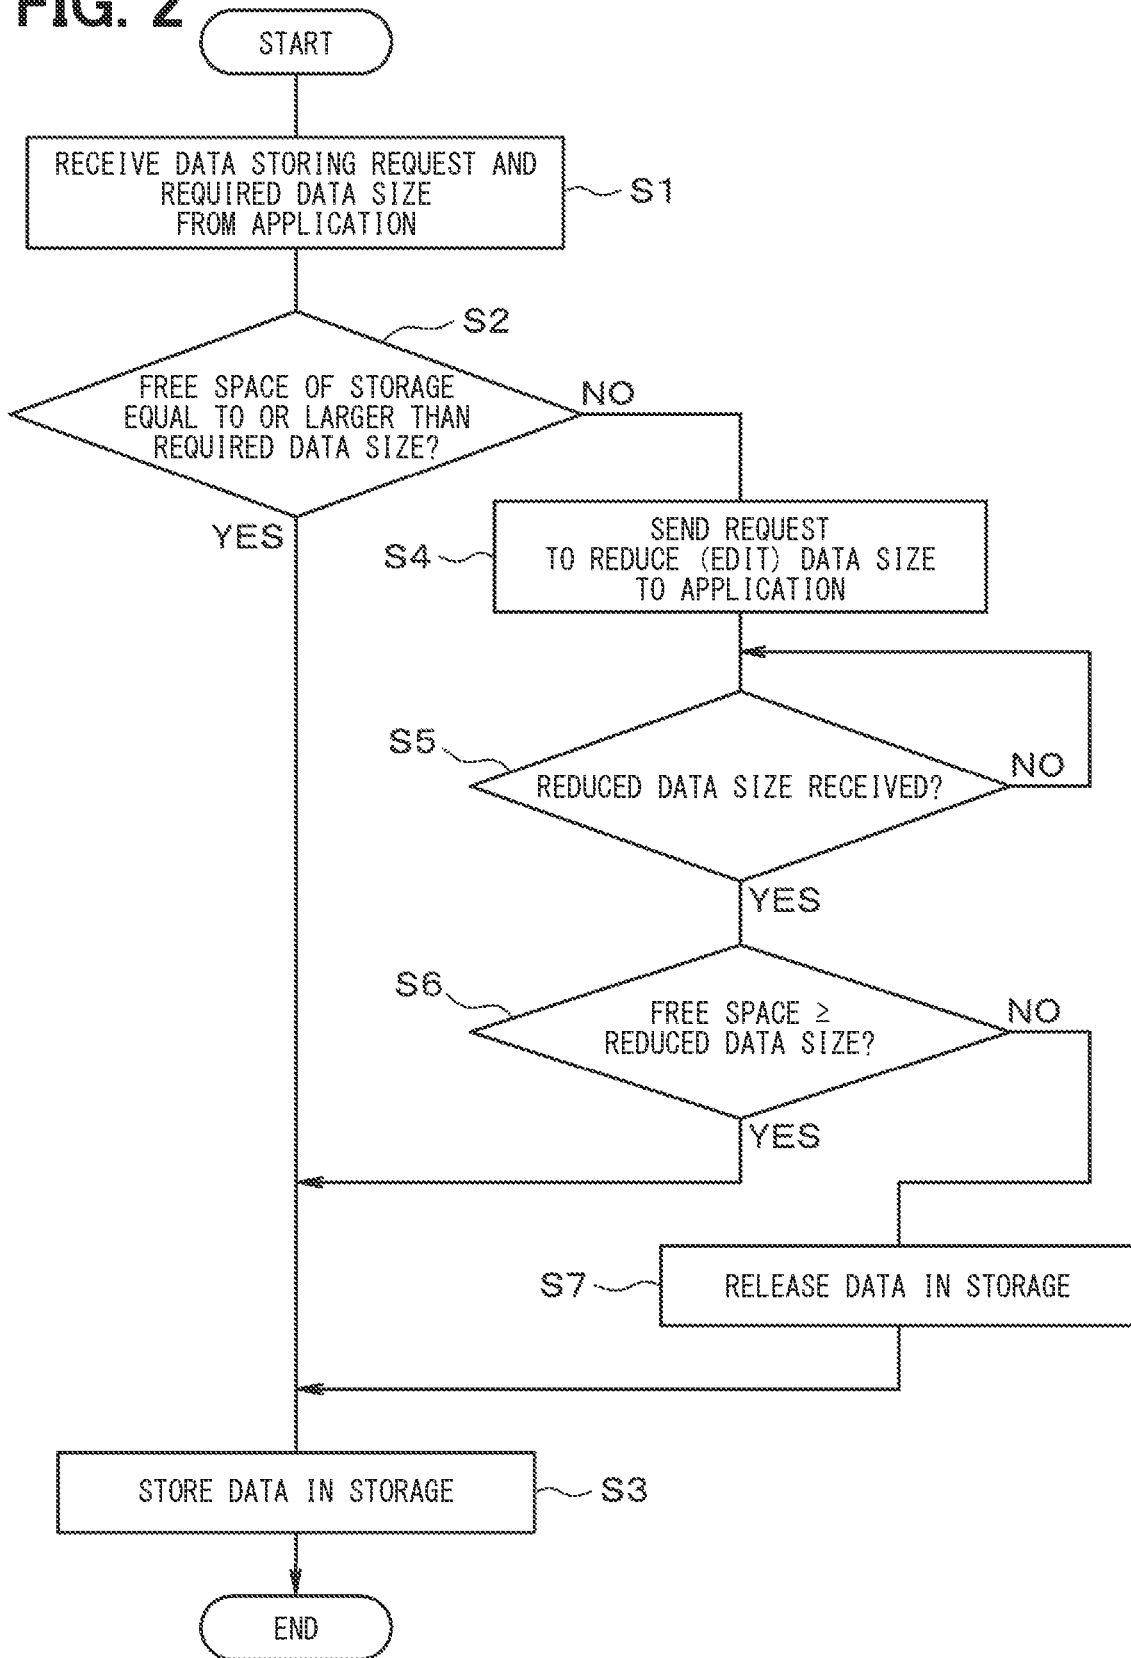 FIG. 2
START
RECEIVE DATA STORING REQUEST AND
REQUIRED DATA SIZE
FROM APPLICATION
S1
S2
FREE SPACE OF STORAGE
EQUAL TO OR LARGER THAN
REQUIRED DATA SIZE?
NO
YES
SEND REQUEST
TO REDUCE (EDIT) DATA SIZE
TO APPLICATION
S4
S5
REDUCED DATA SIZE RECEIVED?
NO
YES
S6
FREE SPACE ≥
REDUCED DATA SIZE?
NO
YES
S7
RELEASE DATA IN STORAGE
STORE DATA IN STORAGE
S3
END